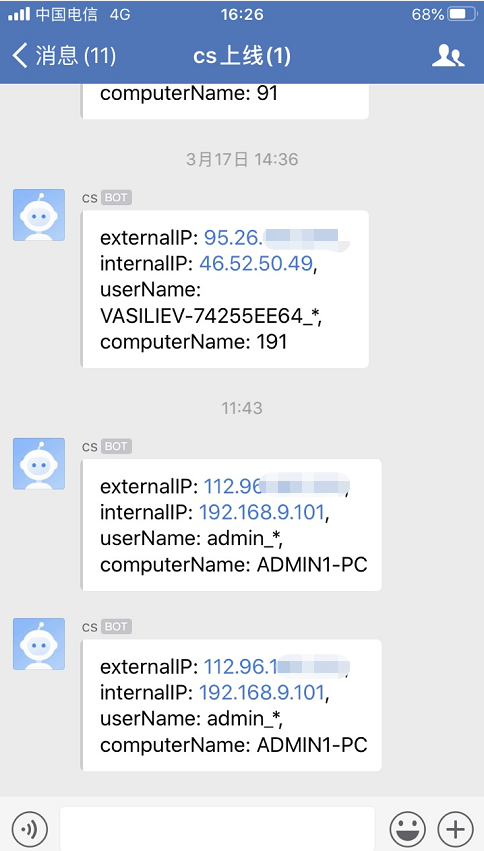 中国电信 4G 16:26 68%
消息 (11) cs上线(1)
computerName: 91
3月17日 14:36
cs BOT
externalIP: 95.26.
internalIP: 46.52.50.49,
userName:
VASILIEV-74255EE64_*,
computerName: 191
11:43
cs BOT
externalIP: 112.96
internalIP: 192.168.9.101,
userName: admin_*,
computerName: ADMIN1-PC
cs BOT
externalIP: 112.96.1
internalIP: 192.168.9.101,
userName: admin_*,
computerName: ADMIN1-PC